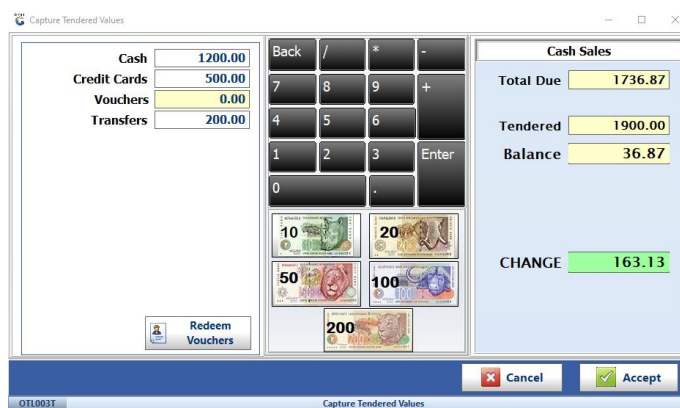 Capture Tendered Values
Cash 1200.00
Credit Cards 500.00
Vouchers 0.00
Transfers 200.00
Redeem
Vouchers
Back / * -
7 8 9 +
4 5 6
1 2 3 Enter
0 .
10 20
50 100
200
Cash Sales
Total Due 1736.87
Tendered 1900.00
Balance 36.87
CHANGE 163.13
Cancel Accept
OTL003T Capture Tendered Values